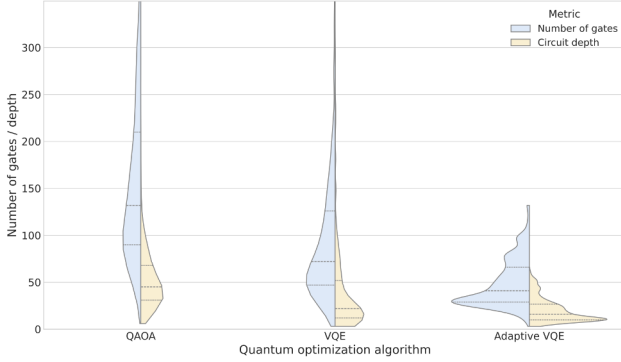 Metric
Number of gates
Circuit depth
Number of gates / depth
300
250
200
150
100
50
0
QAOA
VQE
Adaptive VQE
Quantum optimization algorithm